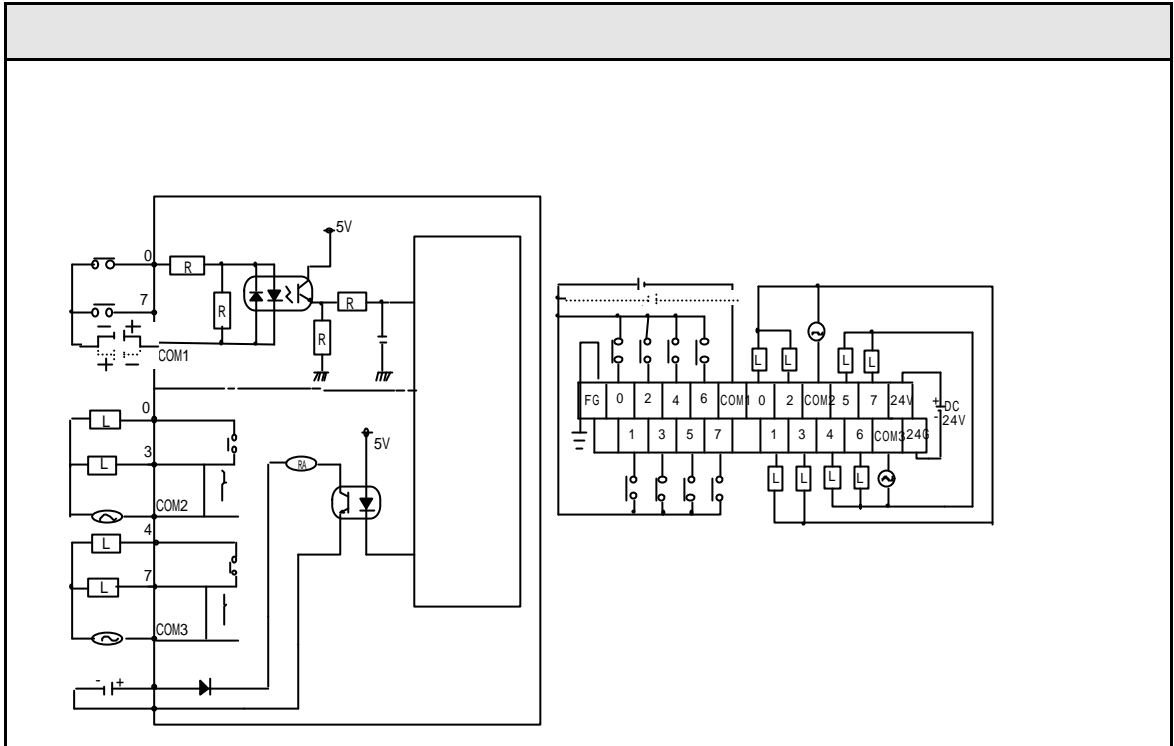 5V
0
R
7
R
R
R
− +
COM1
+ −
0
L
3
L
5V
RA
COM2
4
L
7
L
COM3
- +
L L L L
FG 0 2 4 6 COM1 0 2 COM2 5 7 24V
+ DC
- 24V
1 3 5 7 1 3 4 6 COM3 24G
L L L L